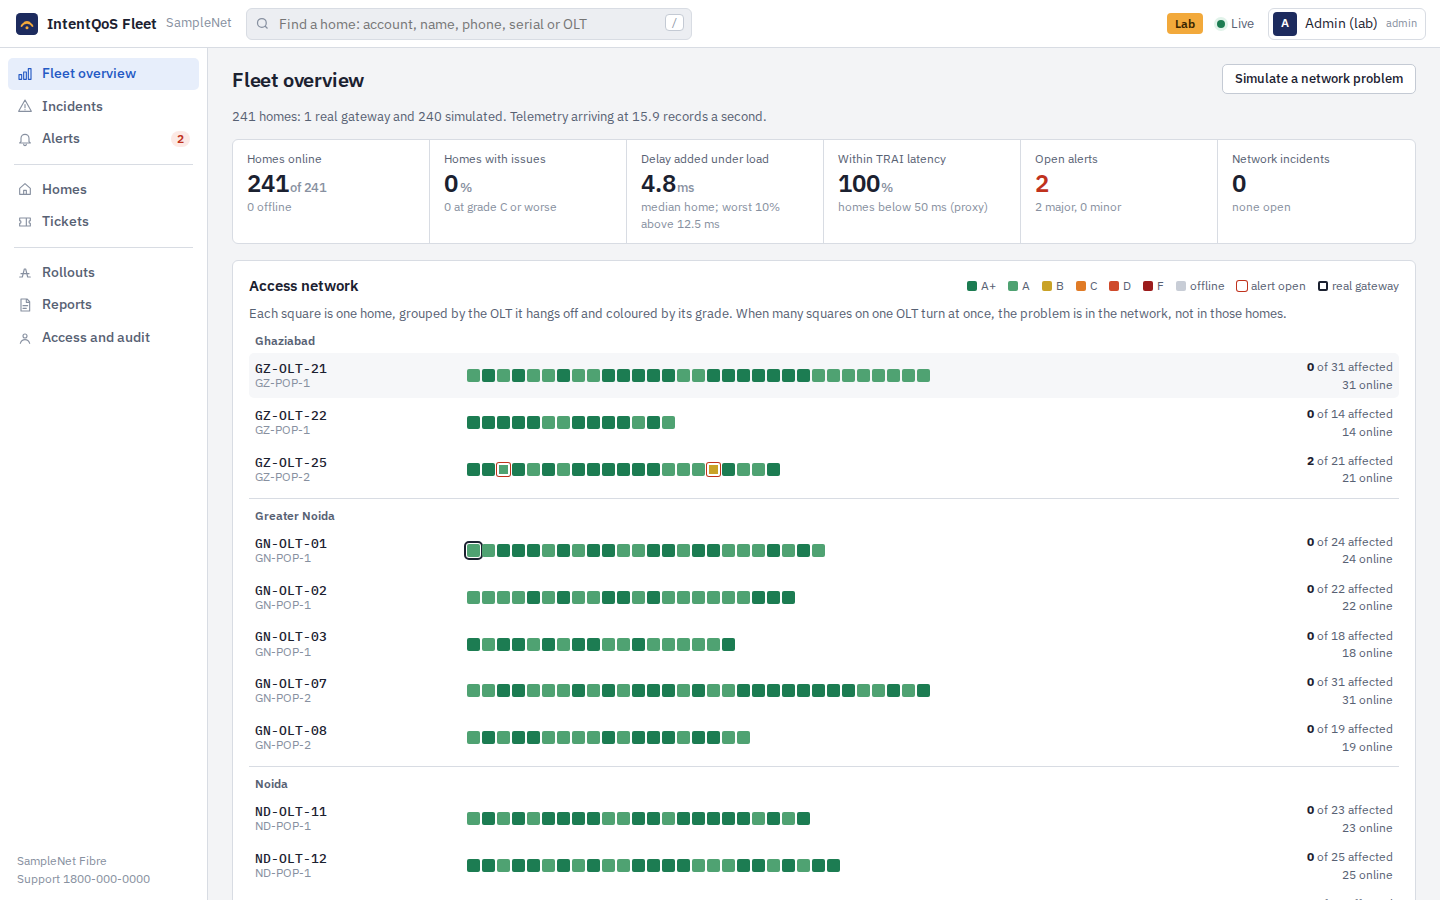 IntentQoS Fleet SampleNet
Find a home: account, name, phone, serial or OLT /
Lab Live A Admin (lab) admin
Fleet overview
Incidents
Alerts 2
Homes
Tickets
Rollouts
Reports
Access and audit
SampleNet Fibre
Support 1800-000-0000
Fleet overview
Simulate a network problem
241 homes: 1 real gateway and 240 simulated. Telemetry arriving at 15.9 records a second.
Homes online
241 of 241
0 offline
Homes with issues
0 %
0 at grade C or worse
Delay added under load
4.8 ms
median home; worst 10%
above 12.5 ms
Within TRAI latency
100 %
homes below 50 ms (proxy)
Open alerts
2
2 major, 0 minor
Network incidents
0
none open
Access network
A+ A B C D F offline alert open real gateway
Each square is one home, grouped by the OLT it hangs off and coloured by its grade. When many squares on one OLT turn at once, the problem is in the network, not in those homes.
Ghaziabad
GZ-OLT-21
GZ-POP-1
0 of 31 affected
31 online
GZ-OLT-22
GZ-POP-1
0 of 14 affected
14 online
GZ-OLT-25
GZ-POP-2
2 of 21 affected
21 online
Greater Noida
GN-OLT-01
GN-POP-1
0 of 24 affected
24 online
GN-OLT-02
GN-POP-1
0 of 22 affected
22 online
GN-OLT-03
GN-POP-1
0 of 18 affected
18 online
GN-OLT-07
GN-POP-2
0 of 31 affected
31 online
GN-OLT-08
GN-POP-2
0 of 19 affected
19 online
Noida
ND-OLT-11
ND-POP-1
0 of 23 affected
23 online
ND-OLT-12
ND-POP-1
0 of 25 affected
25 online